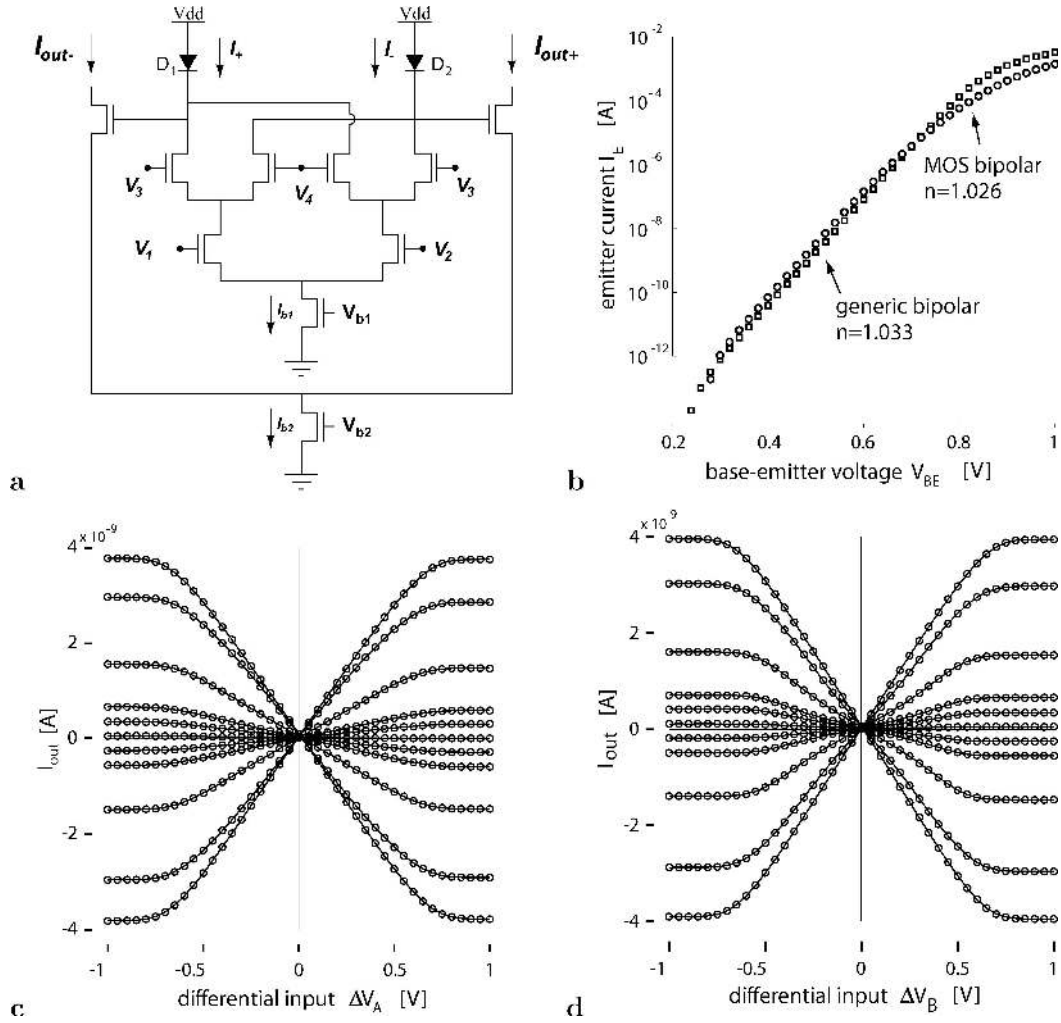 Vdd Vdd
I_out- I_+ I_- I_out+
D_1 D_2
V_3 V_4 V_3
V_1 V_2
I_b1 V_b1
I_b2 V_b2
a
10^-2
10^-4
10^-6
10^-8
10^-10
10^-12
emitter current I_E [A]
MOS bipolar
n=1.026
generic bipolar
n=1.033
0.2 0.4 0.6 0.8 1
base-emitter voltage V_BE [V]
b
x 10^-9
4
2
0
-2
-4
I_out [A]
-1 0 0.5 1
differential input ΔV_A [V]
c
x 10^-9
4
2
0
-2
-4
I_out [A]
-1 0 0.5 1
differential input ΔV_B [V]
d